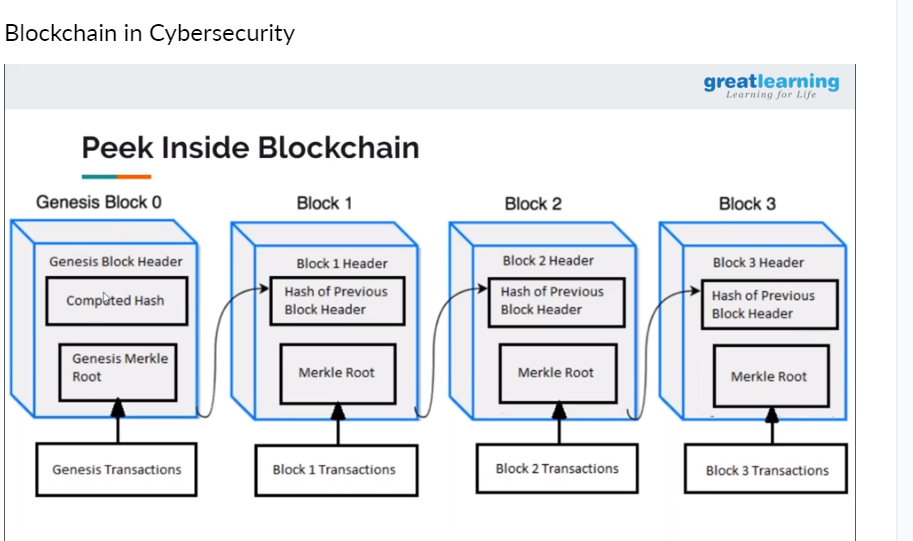 Blockchain in Cybersecurity
greatlearning
Learning for Life
Peek Inside Blockchain
Genesis Block 0
Block 1
Block 2
Block 3
Genesis Block Header
Block 1 Header
Block 2 Header
Block 3 Header
Computed Hash
Hash of Previous
Block Header
Hash of Previous
Block Header
Hash of Previous
Block Header
Genesis Merkle
Root
Merkle Root
Merkle Root
Merkle Root
Genesis Transactions
Block 1 Transactions
Block 2 Transactions
Block 3 Transactions